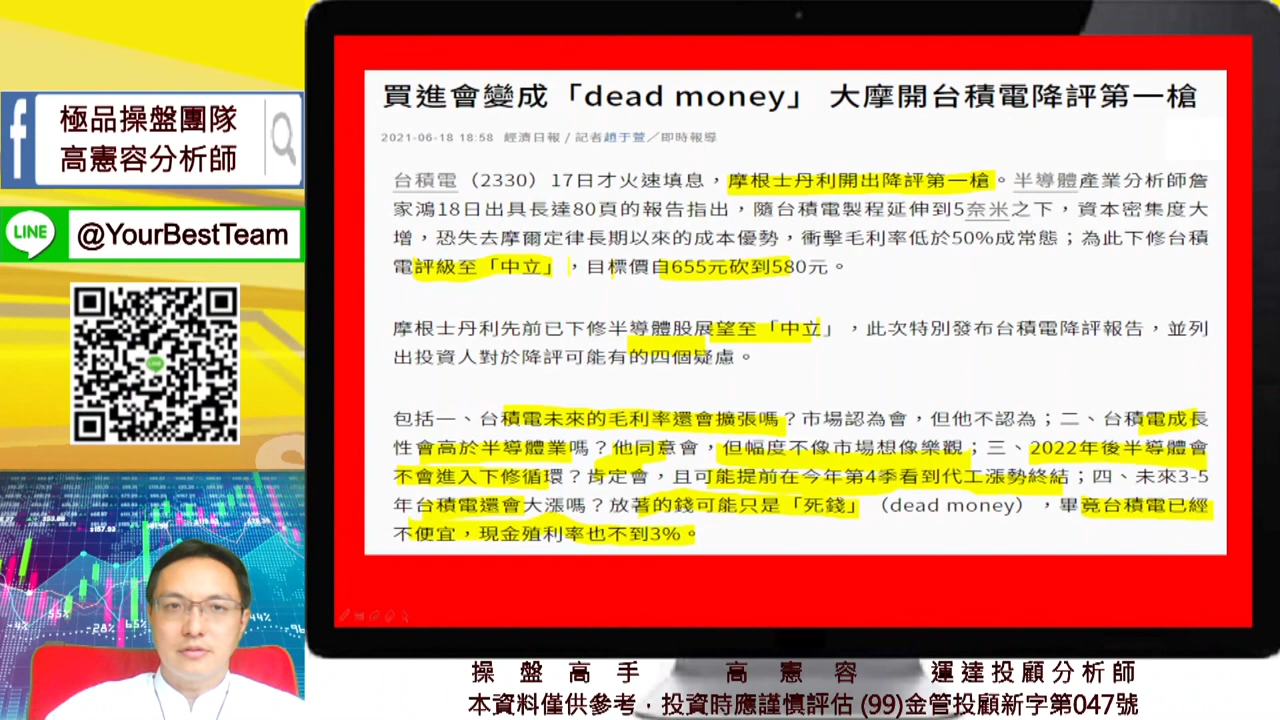 極品操盤團隊
高憲容分析師
LINE
@YourBestTeam
買進會變成「dead money」 大摩開台積電降評第一槍
2021-06-18 18:58 經濟日報 / 記者趙于萱／即時報導
台積電（2330）17日才火速填息，摩根士丹利開出降評第一槍。半導體產業分析師詹
家鴻18日出具長達80頁的報告指出，隨台積電製程延伸到5奈米之下，資本密集度大
增，恐失去摩爾定律長期以來的成本優勢，衝擊毛利率低於50%成常態；為此下修台積
電評級至「中立」，目標價自655元砍到580元。
摩根士丹利先前已下修半導體股展望至「中立」，此次特別發布台積電降評報告，並列
出投資人對於降評可能有的四個疑慮。
包括一、台積電未來的毛利率還會擴張嗎？市場認為會，但他不認為；二、台積電成長
性會高於半導體業嗎？他同意會，但幅度不像市場想像樂觀；三、2022年後半導體會
不會進入下修循環？肯定會，且可能提前在今年第4季看到代工漲勢終結；四、未來3-5
年台積電還會大漲嗎？放著的錢可能只是「死錢」（dead money），畢竟台積電已經
不便宜，現金殖利率也不到3%。
操盤高手 高憲容 運達投顧分析師
本資料僅供參考，投資時應謹慎評估 (99)金管投顧新字第047號